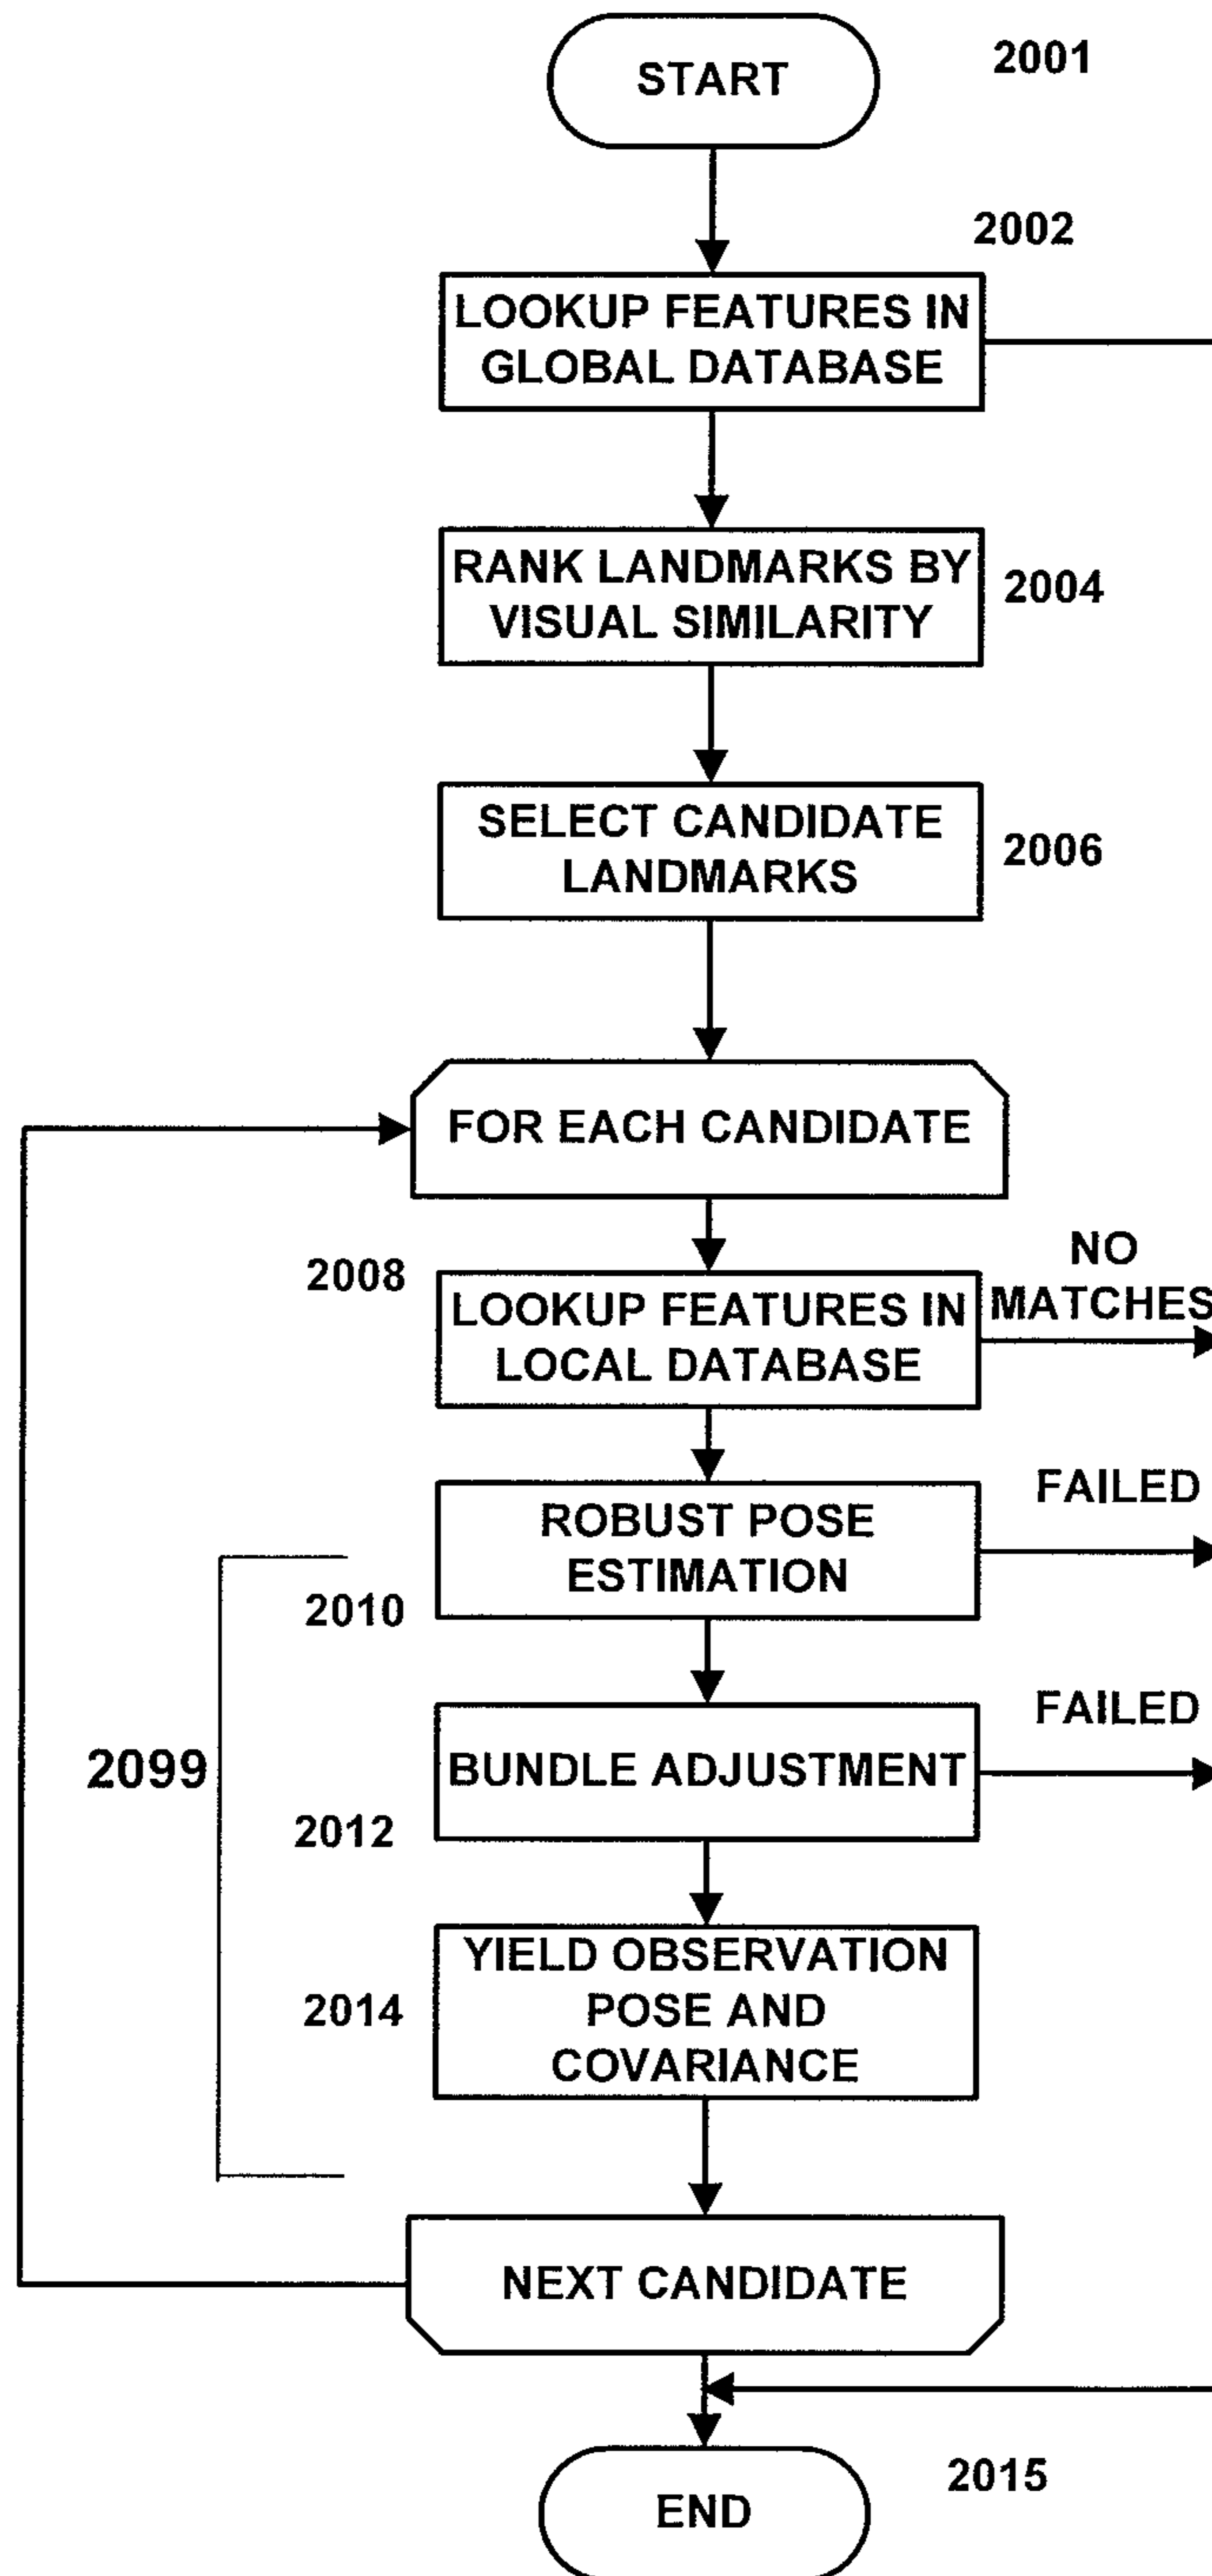 START
2001
2002
LOOKUP FEATURES IN
GLOBAL DATABASE
RANK LANDMARKS BY
VISUAL SIMILARITY
2004
SELECT CANDIDATE
LANDMARKS
2006
FOR EACH CANDIDATE
2008
LOOKUP FEATURES IN
LOCAL DATABASE
NO
MATCHES
ROBUST POSE
ESTIMATION
FAILED
2010
2099
BUNDLE ADJUSTMENT
FAILED
2012
YIELD OBSERVATION
POSE AND
COVARIANCE
2014
NEXT CANDIDATE
END
2015